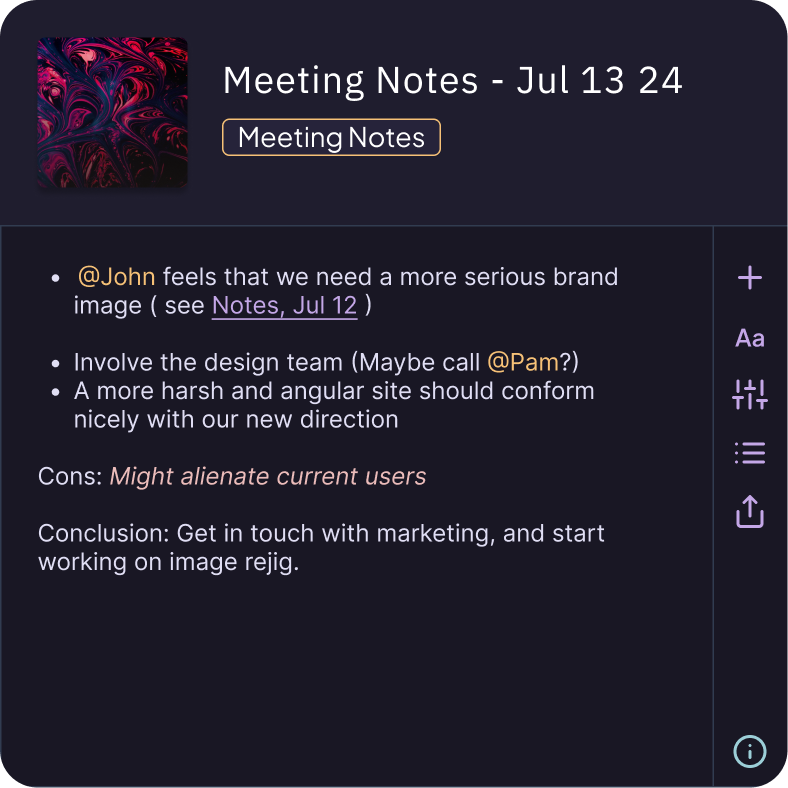 Meeting Notes - Jul 13 24
Meeting Notes
• @John feels that we need a more serious brand
image ( see Notes, Jul 12 )
• Involve the design team (Maybe call @Pam?)
• A more harsh and angular site should conform
nicely with our new direction
Cons: Might alienate current users
Conclusion: Get in touch with marketing, and start
working on image rejig.
Aa